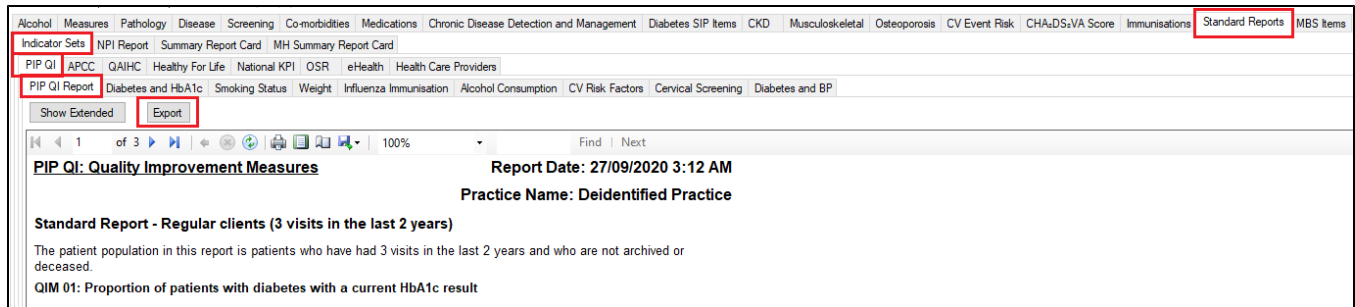 Alcohol Measures Pathology Disease Screening Co-morbidities Medications Chronic Disease Detection and Management Diabetes SIP Items CKD Musculoskeletal Osteoporosis CV Event Risk CHA₂DS₂VA Score Immunisations Standard Reports MBS Items
Indicator Sets NPI Report Summary Report Card MH Summary Report Card
PIP QI APCC QAIHC Healthy For Life National KPI OSR eHealth Health Care Providers
PIP QI Report Diabetes and HbA1c Smoking Status Weight Influenza Immunisation Alcohol Consumption CV Risk Factors Cervical Screening Diabetes and BP
Show Extended Export
1 of 3 100% Find | Next
PIP QI: Quality Improvement Measures Report Date: 27/09/2020 3:12 AM
Practice Name: Deidentified Practice
Standard Report - Regular clients (3 visits in the last 2 years)
The patient population in this report is patients who have had 3 visits in the last 2 years and who are not archived or
deceased.
QIM 01: Proportion of patients with diabetes with a current HbA1c result